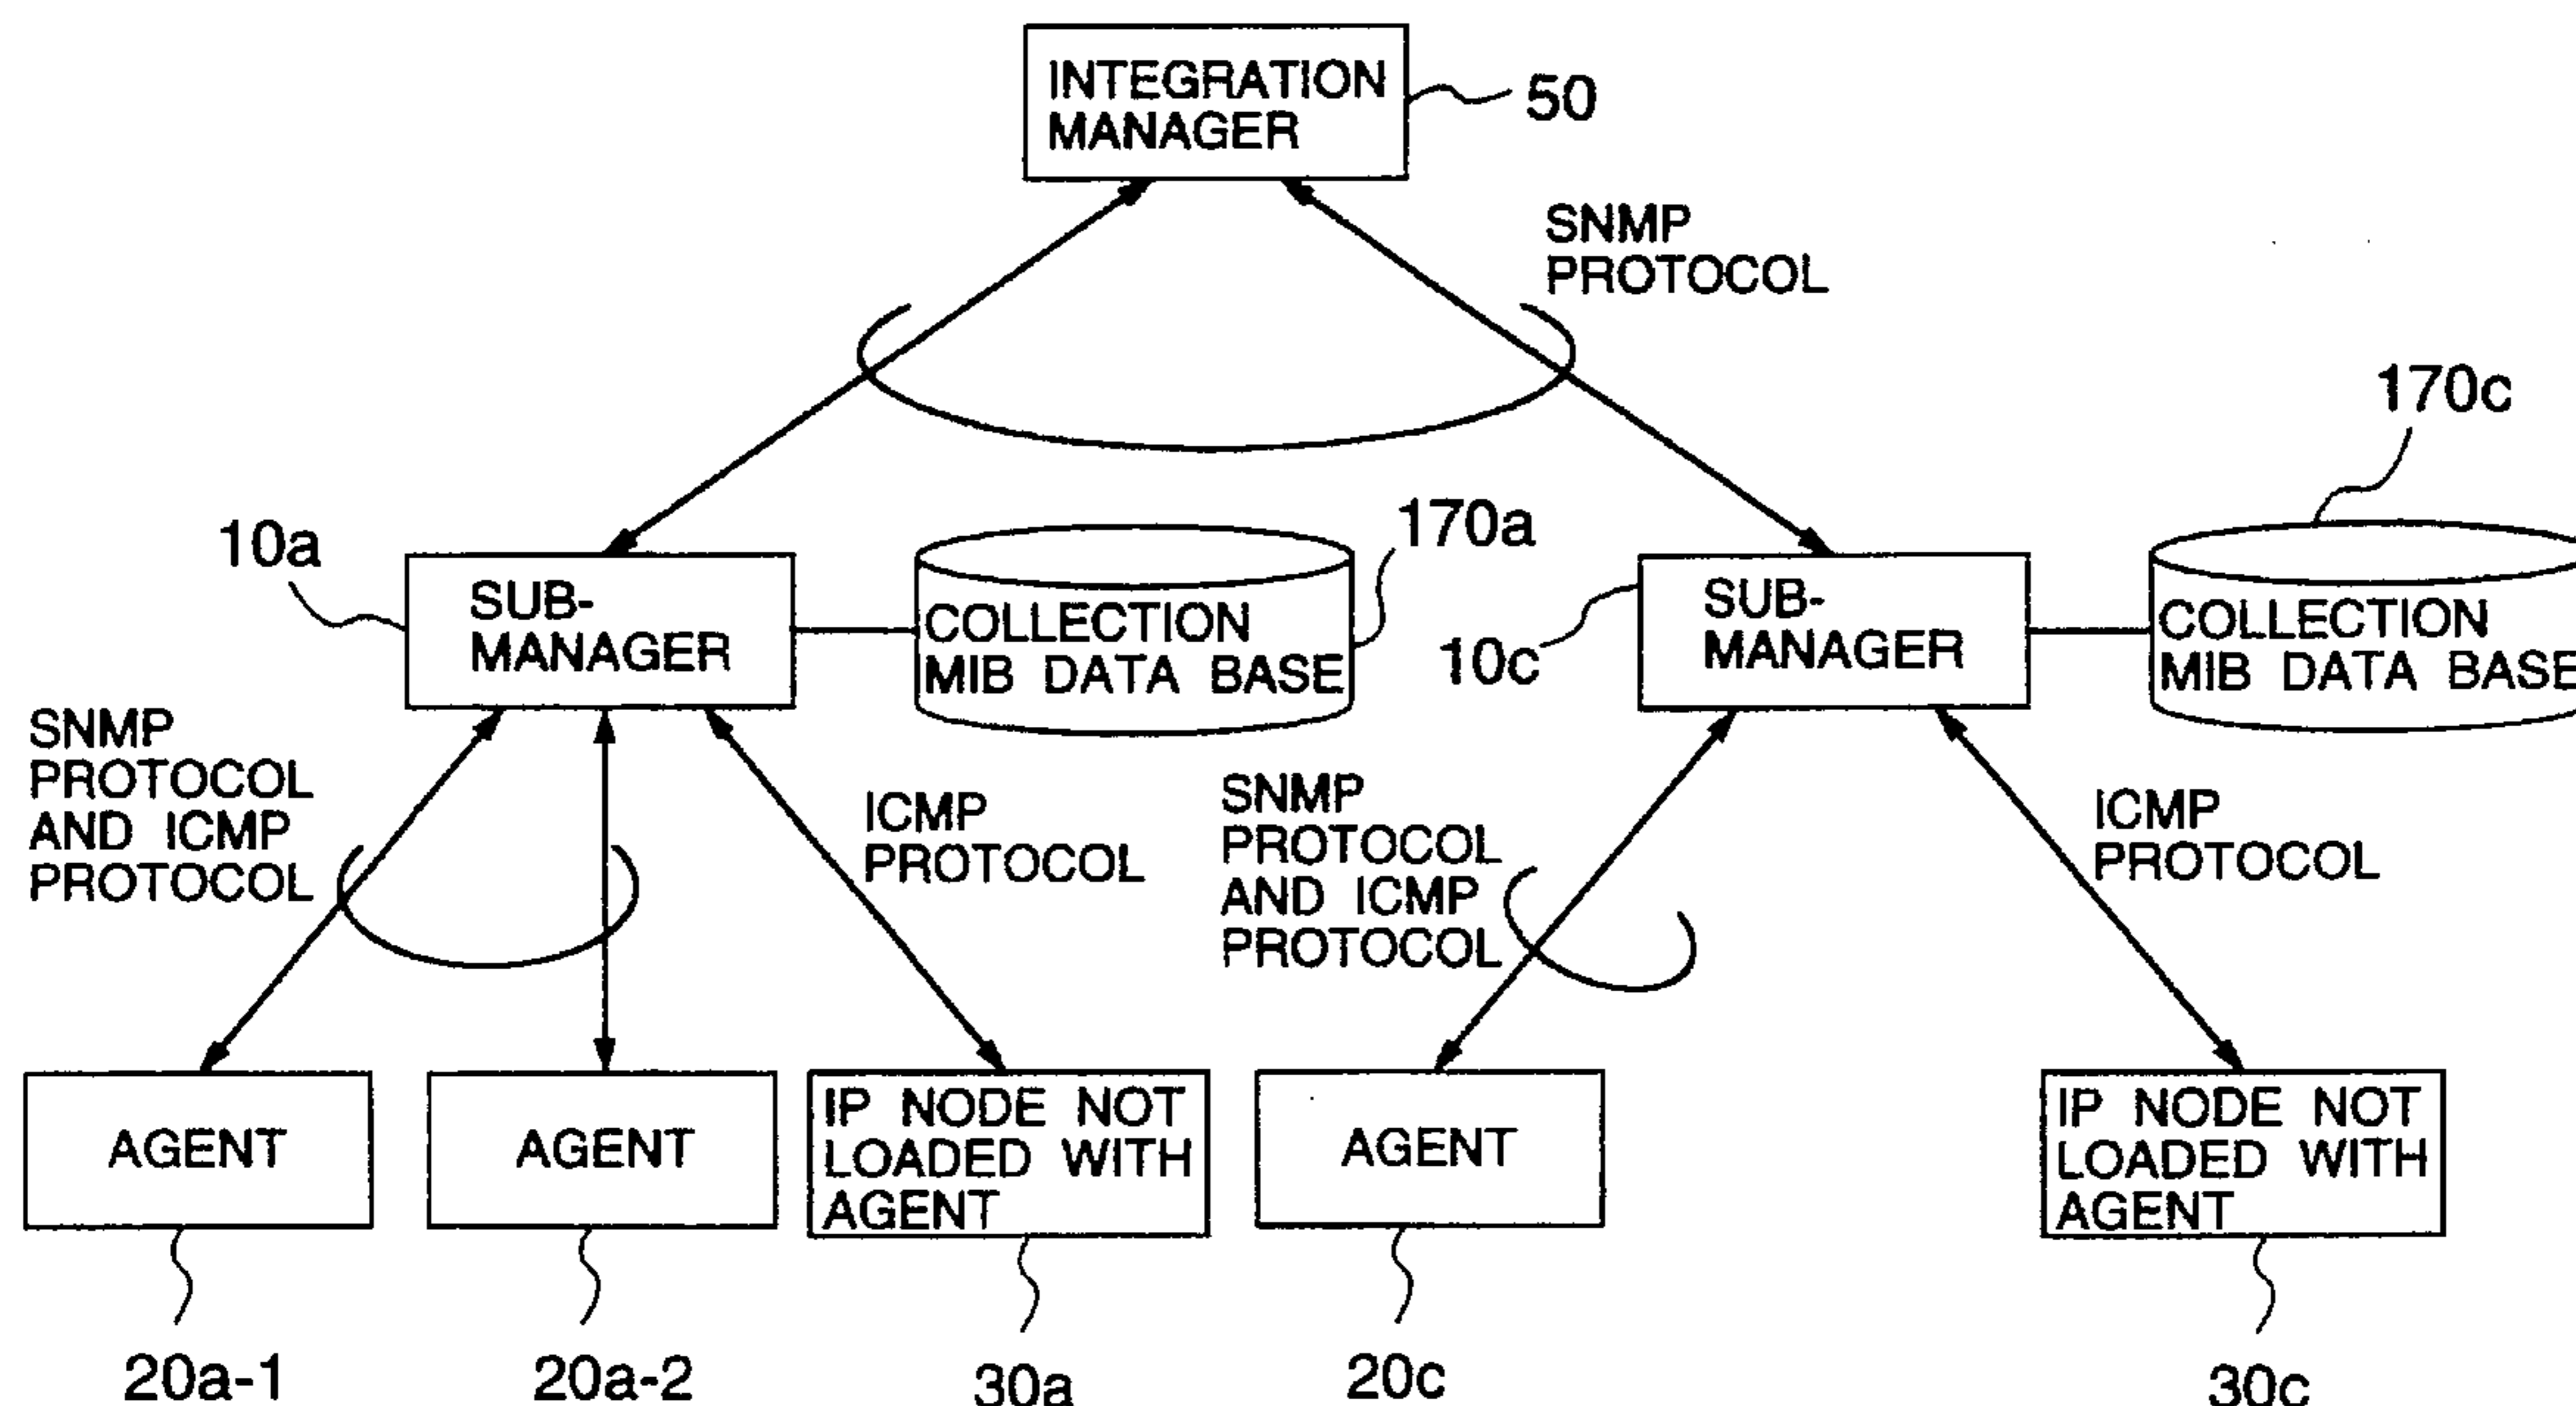 INTEGRATION
MANAGER
50
SNMP
PROTOCOL
170c
10a
SUB-
MANAGER
COLLECTION
MIB DATA BASE
170a
10c
SUB-
MANAGER
COLLECTION
MIB DATA BASE
SNMP
PROTOCOL
AND ICMP
PROTOCOL
ICMP
PROTOCOL
SNMP
PROTOCOL
AND ICMP
PROTOCOL
ICMP
PROTOCOL
AGENT
AGENT
IP NODE NOT
LOADED WITH
AGENT
AGENT
IP NODE NOT
LOADED WITH
AGENT
20a-1
20a-2
30a
20c
30c